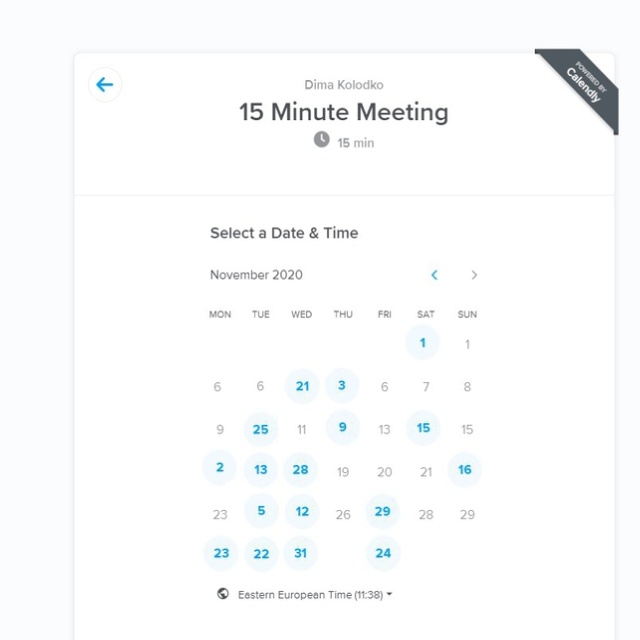 POWERED BY
Calendly
Dima Kolodko
15 Minute Meeting
15 min
Select a Date & Time
November 2020
MON TUE WED THU FRI SAT SUN
1 1
6 6 21 3 6 7 8
9 25 11 9 13 15 15
2 13 28 19 20 21 16
23 5 12 26 29 28 29
23 22 31 24
Eastern European Time (11:38)